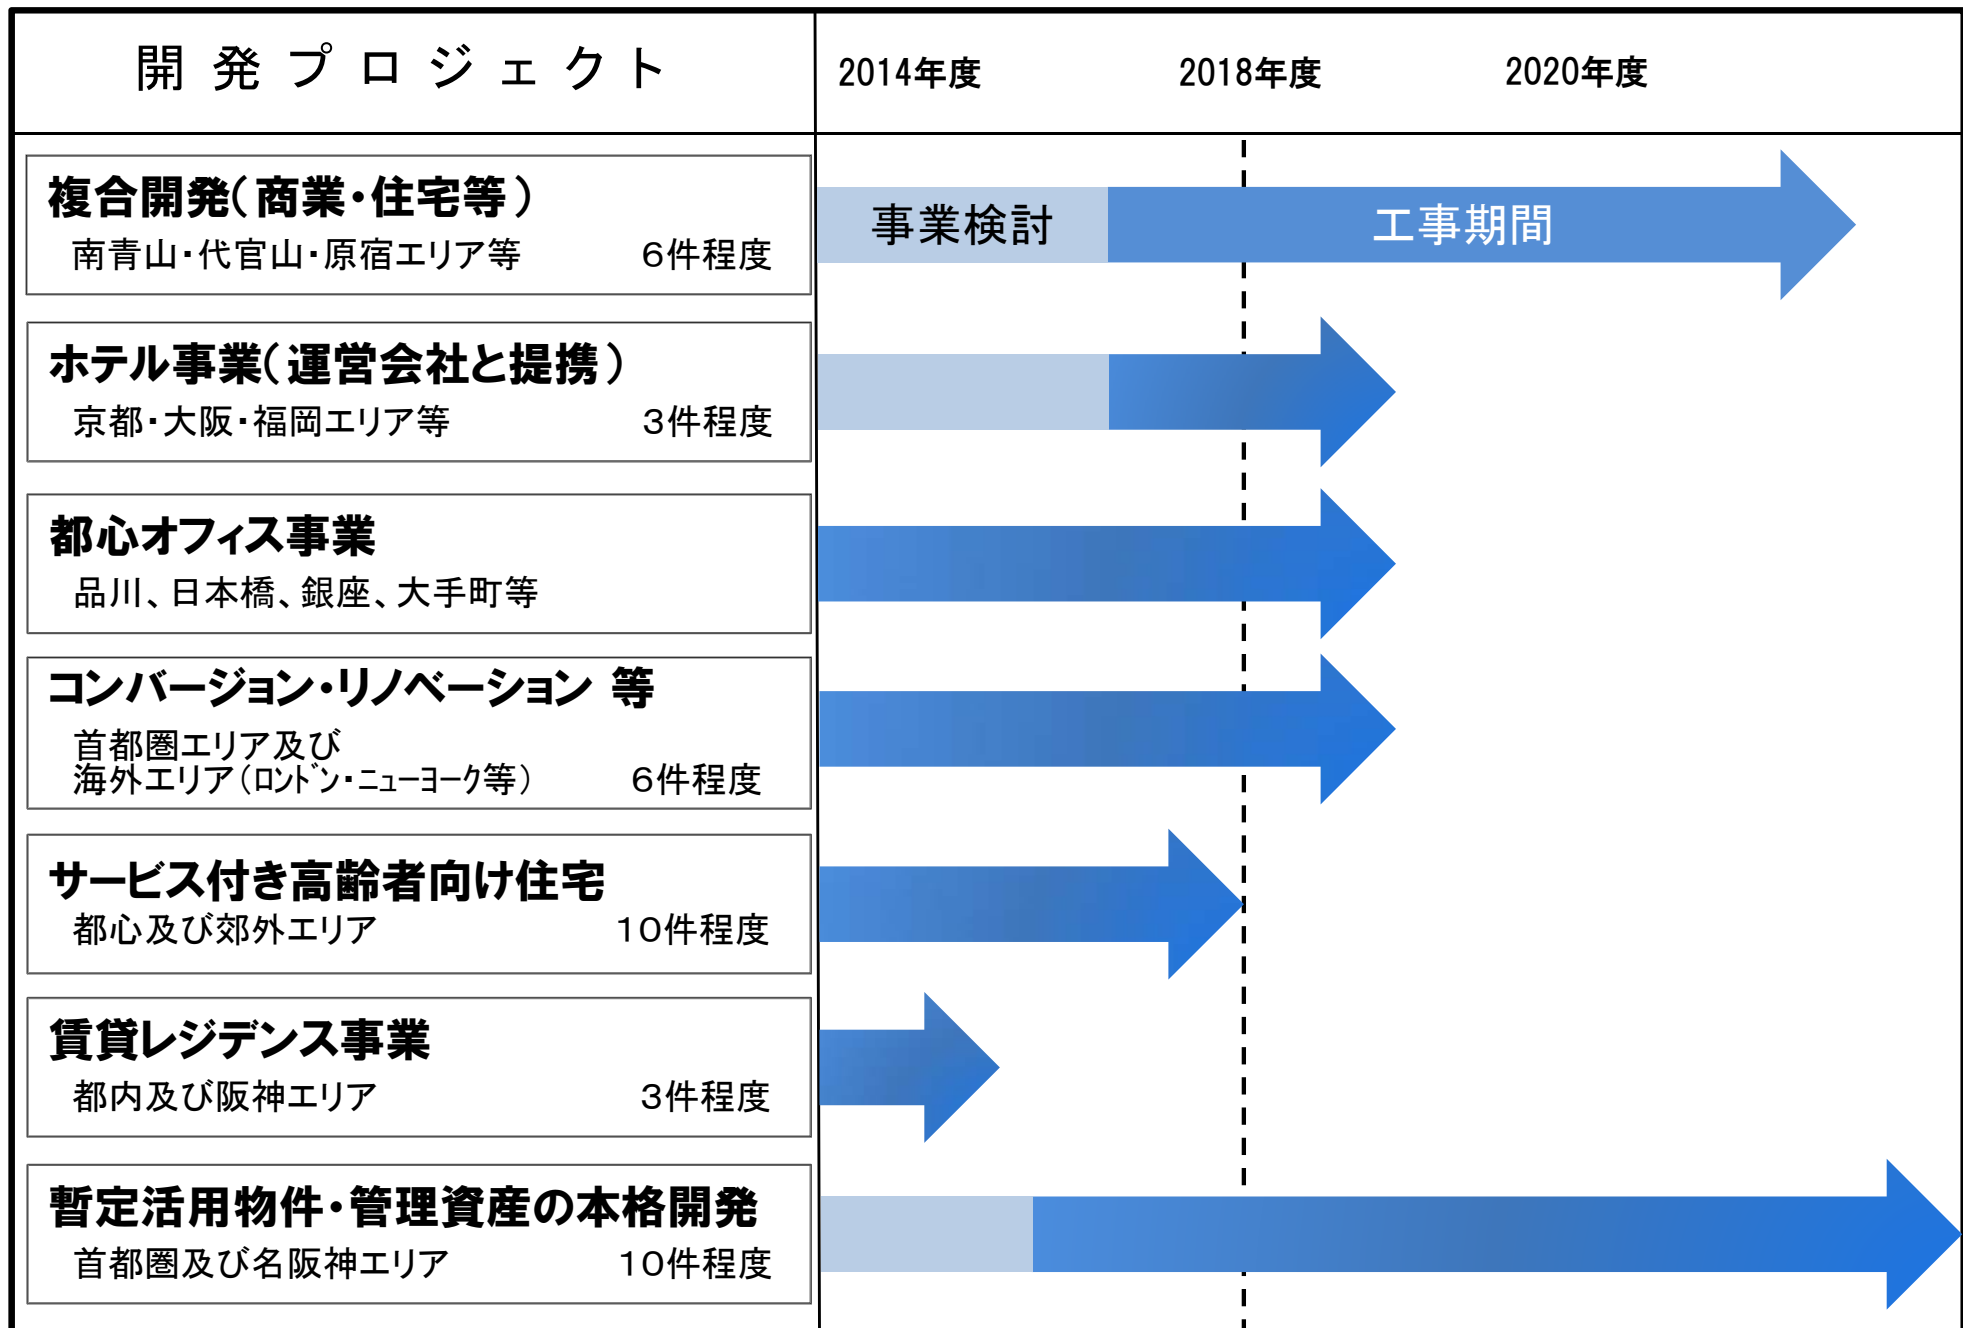 開発プロジェクト
2014年度 2018年度 2020年度
複合開発(商業・住宅等)
南青山・代官山・原宿エリア等 6件程度
事業検討 工事期間
ホテル事業(運営会社と提携)
京都・大阪・福岡エリア等 3件程度
都心オフィス事業
品川、日本橋、銀座、大手町等
コンバージョン・リノベーション 等
首都圏エリア及び
海外エリア(ロンドン・ニューヨーク等) 6件程度
サービス付き高齢者向け住宅
都心及び郊外エリア 10件程度
賃貸レジデンス事業
都内及び阪神エリア 3件程度
暫定活用物件・管理資産の本格開発
首都圏及び名阪神エリア 10件程度